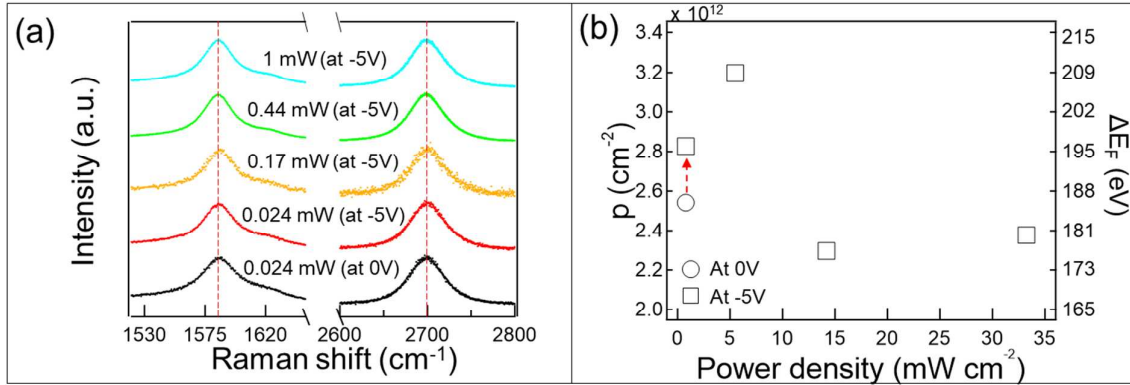 (a)
1 mW (at -5V)
0.44 mW (at -5V)
0.17 mW (at -5V)
0.024 mW (at -5V)
0.024 mW (at 0V)
Intensity (a.u.)
1530 1575 1620 2600 2700 2800
Raman shift (cm-1)
(b)
x 10¹²
3.4
3.2
3.0
2.8
2.6
2.4
2.2
2.0
p (cm-2)
215
209
202
195
188
181
173
165
ΔEF
(eV)
At 0V
At -5V
0 5 10 15 20 25 30 35
Power density (mW cm-2)